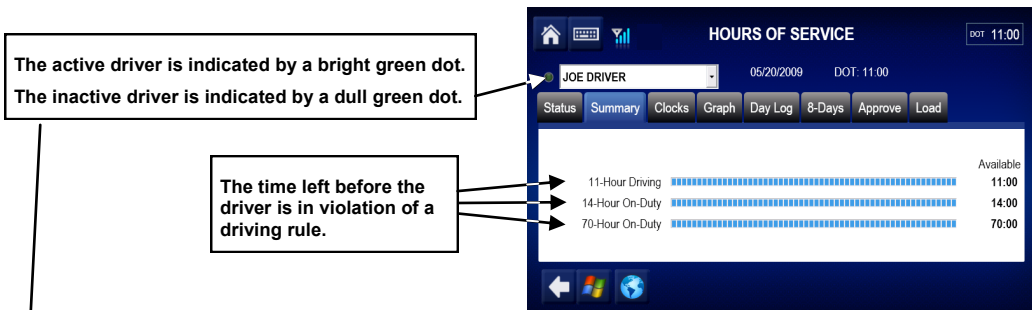 The active driver is indicated by a bright green dot.
The inactive driver is indicated by a dull green dot.
The time left before the
driver is in violation of a
driving rule.
HOURS OF SERVICE
DOT 11:00
JOE DRIVER
05/20/2009 DOT: 11:00
Status Summary Clocks Graph Day Log 8-Days Approve Load
Available
11-Hour Driving 11:00
14-Hour On-Duty 14:00
70-Hour On-Duty 70:00